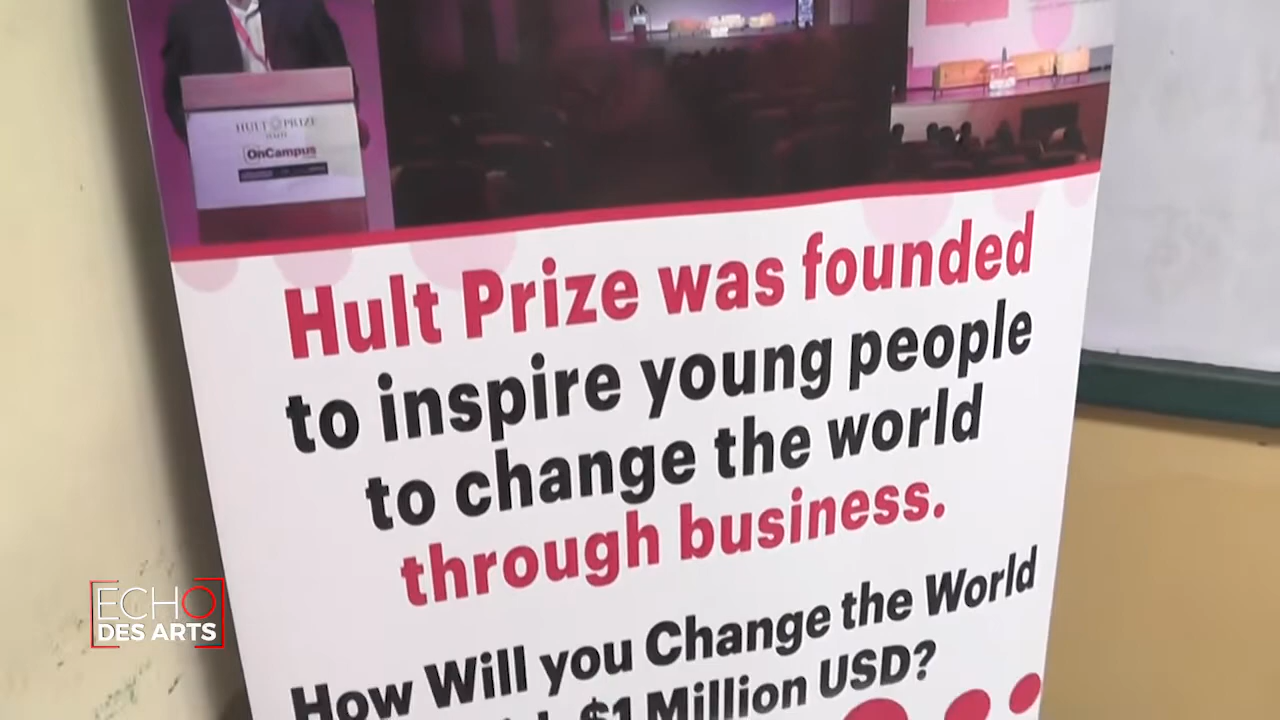 HULT PRIZE
OnCampus
Hult Prize was founded
to inspire young people
to change the world
through business.
How Will you Change the World
$1 Million USD?
ECHO
DES ARTS